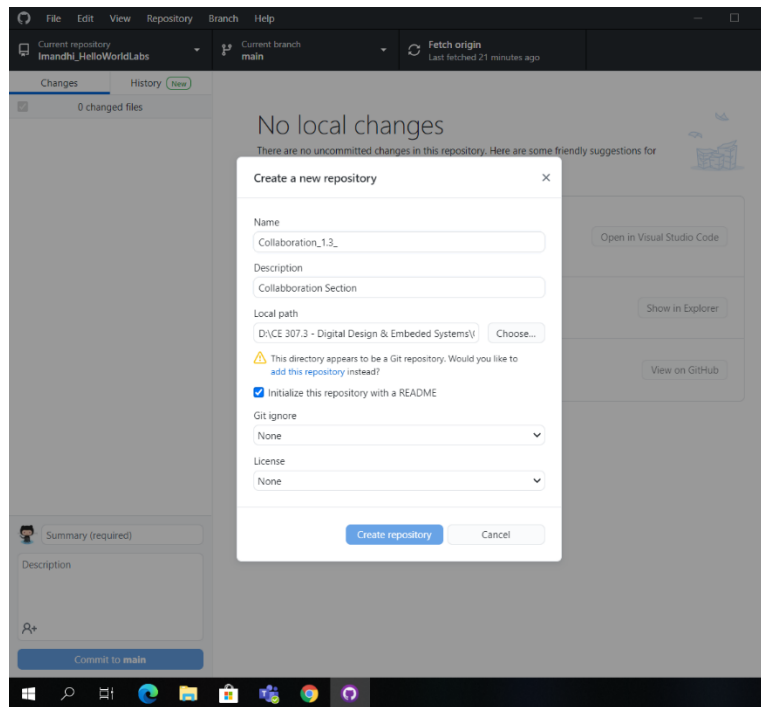 File Edit View Repository Branch Help
Current repository
Imandhi_HelloWorldLabs
Current branch
main
Fetch origin
Last fetched 21 minutes ago
Changes
History New
0 changed files
No local changes
There are no uncommitted changes in this repository. Here are some friendly suggestions for
Create a new repository
Name
Collaboration_1.3_
Description
Collabboration Section
Local path
D:\CE 307.3 - Digital Design & Embeded Systems\
Choose...
This directory appears to be a Git repository. Would you like to
add this repository instead?
Initialize this repository with a README
Git ignore
None
License
None
Create repository
Cancel
Open in Visual Studio Code
Show in Explorer
View on GitHub
Summary (required)
Description
Commit to main